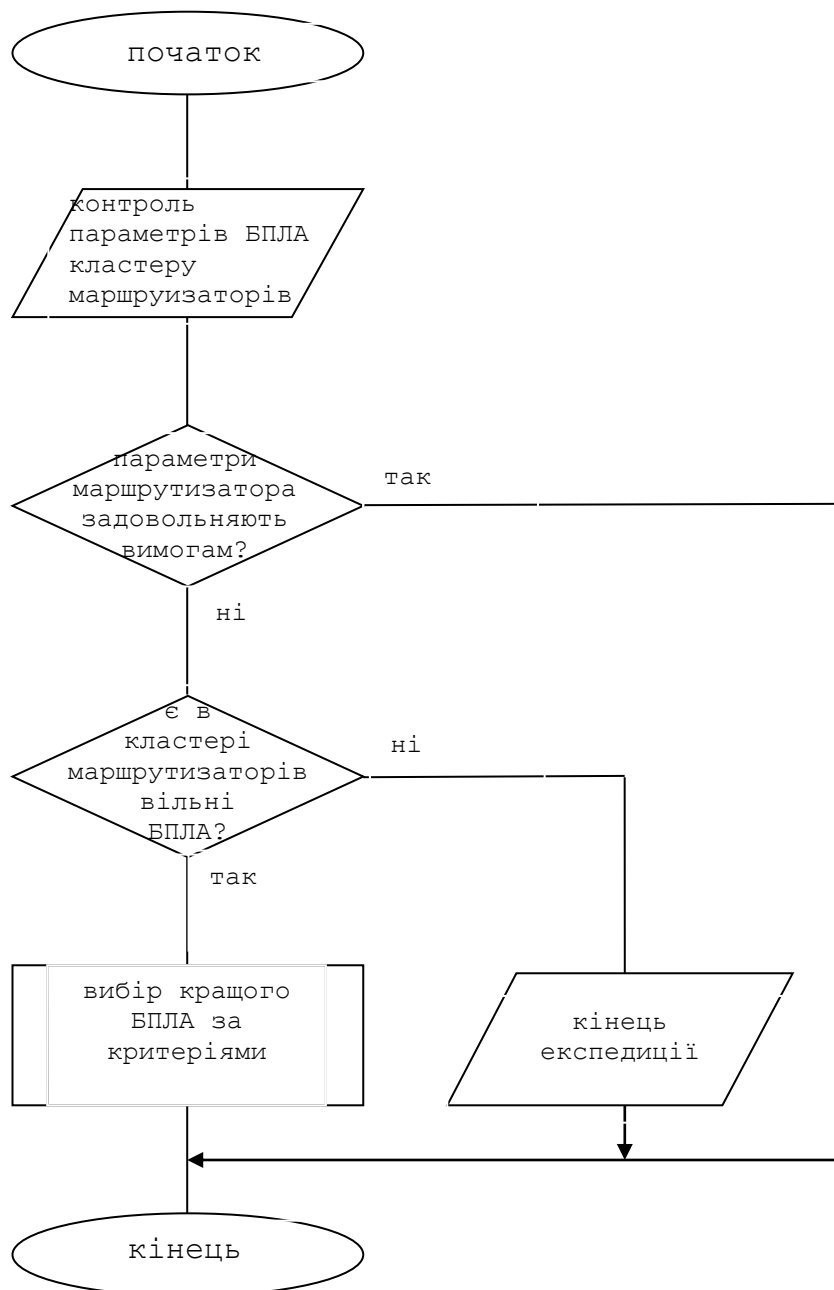 початок
контроль
параметрів БПЛА
кластеру
маршруизаторів
параметри
маршрутизатора
задовольняють
вимогам?
так
ні
є в
кластері
маршрутизаторів
вільні
БПЛА?
ні
так
вибір кращого
БПЛА за
критеріями
кінець
експедиції
кінець